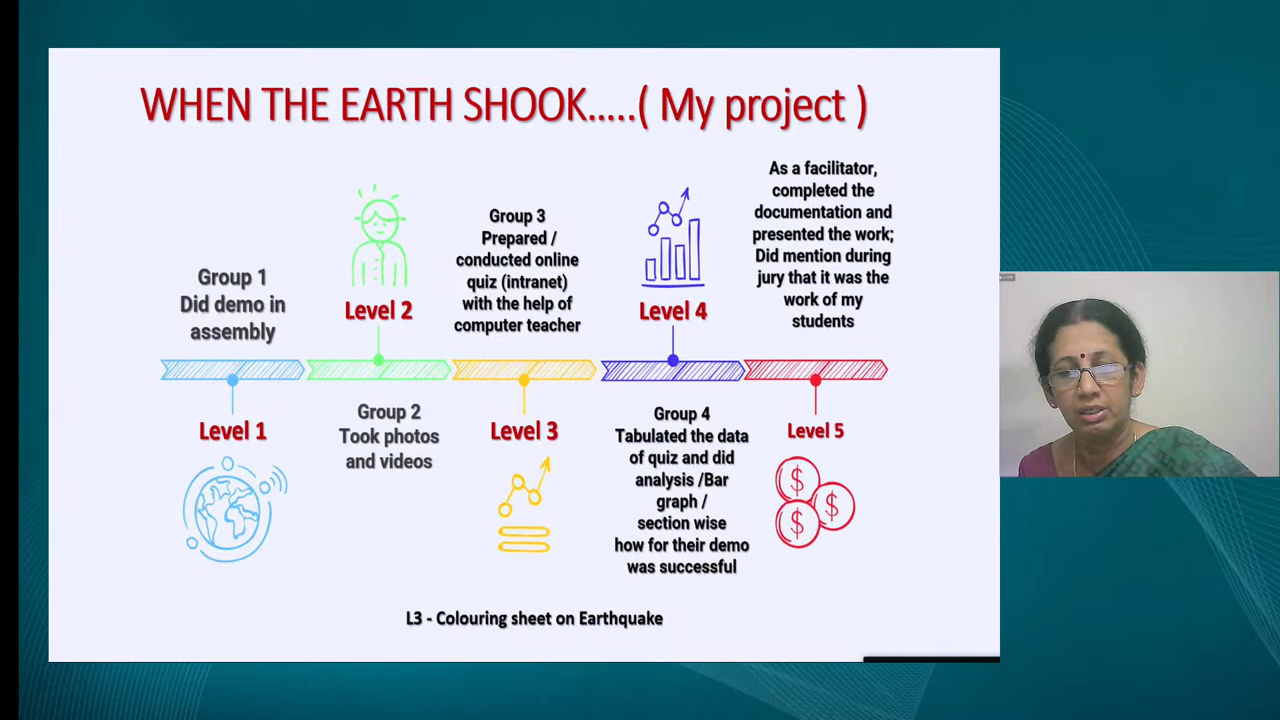 WHEN THE EARTH SHOOK.....( My project )
Group 1
Did demo in
assembly
Level 1
Level 2
Group 2
Took photos
and videos
Group 3
Prepared /
conducted online
quiz (intranet)
with the help of
computer teacher
Level 3
Level 4
Group 4
Tabulated the data
of quiz and did
analysis /Bar
graph /
section wise
how for their demo
was successful
As a facilitator,
completed the
documentation and
presented the work;
Did mention during
jury that it was the
work of my
students
Level 5
$
$
$
L3 - Colouring sheet on Earthquake